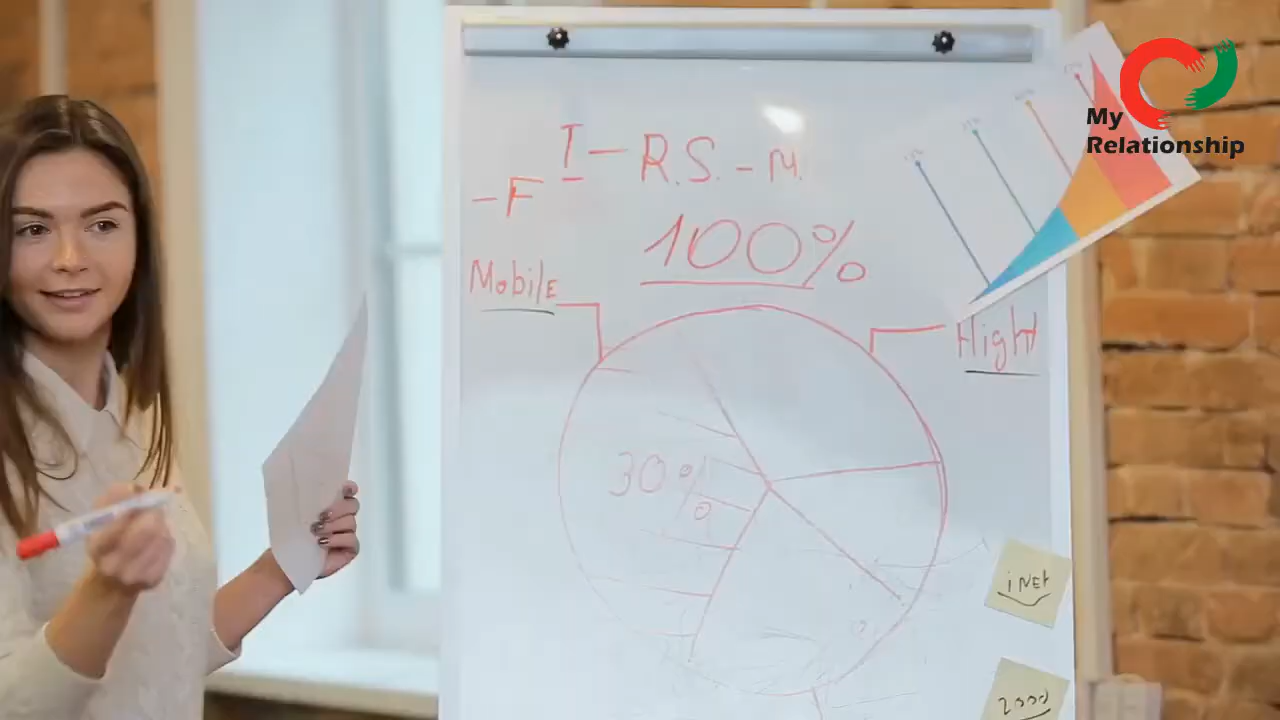 I-R.S.-M.
-F
100%
Mobile
Hight
30%
iNet
2000
My
Relationship